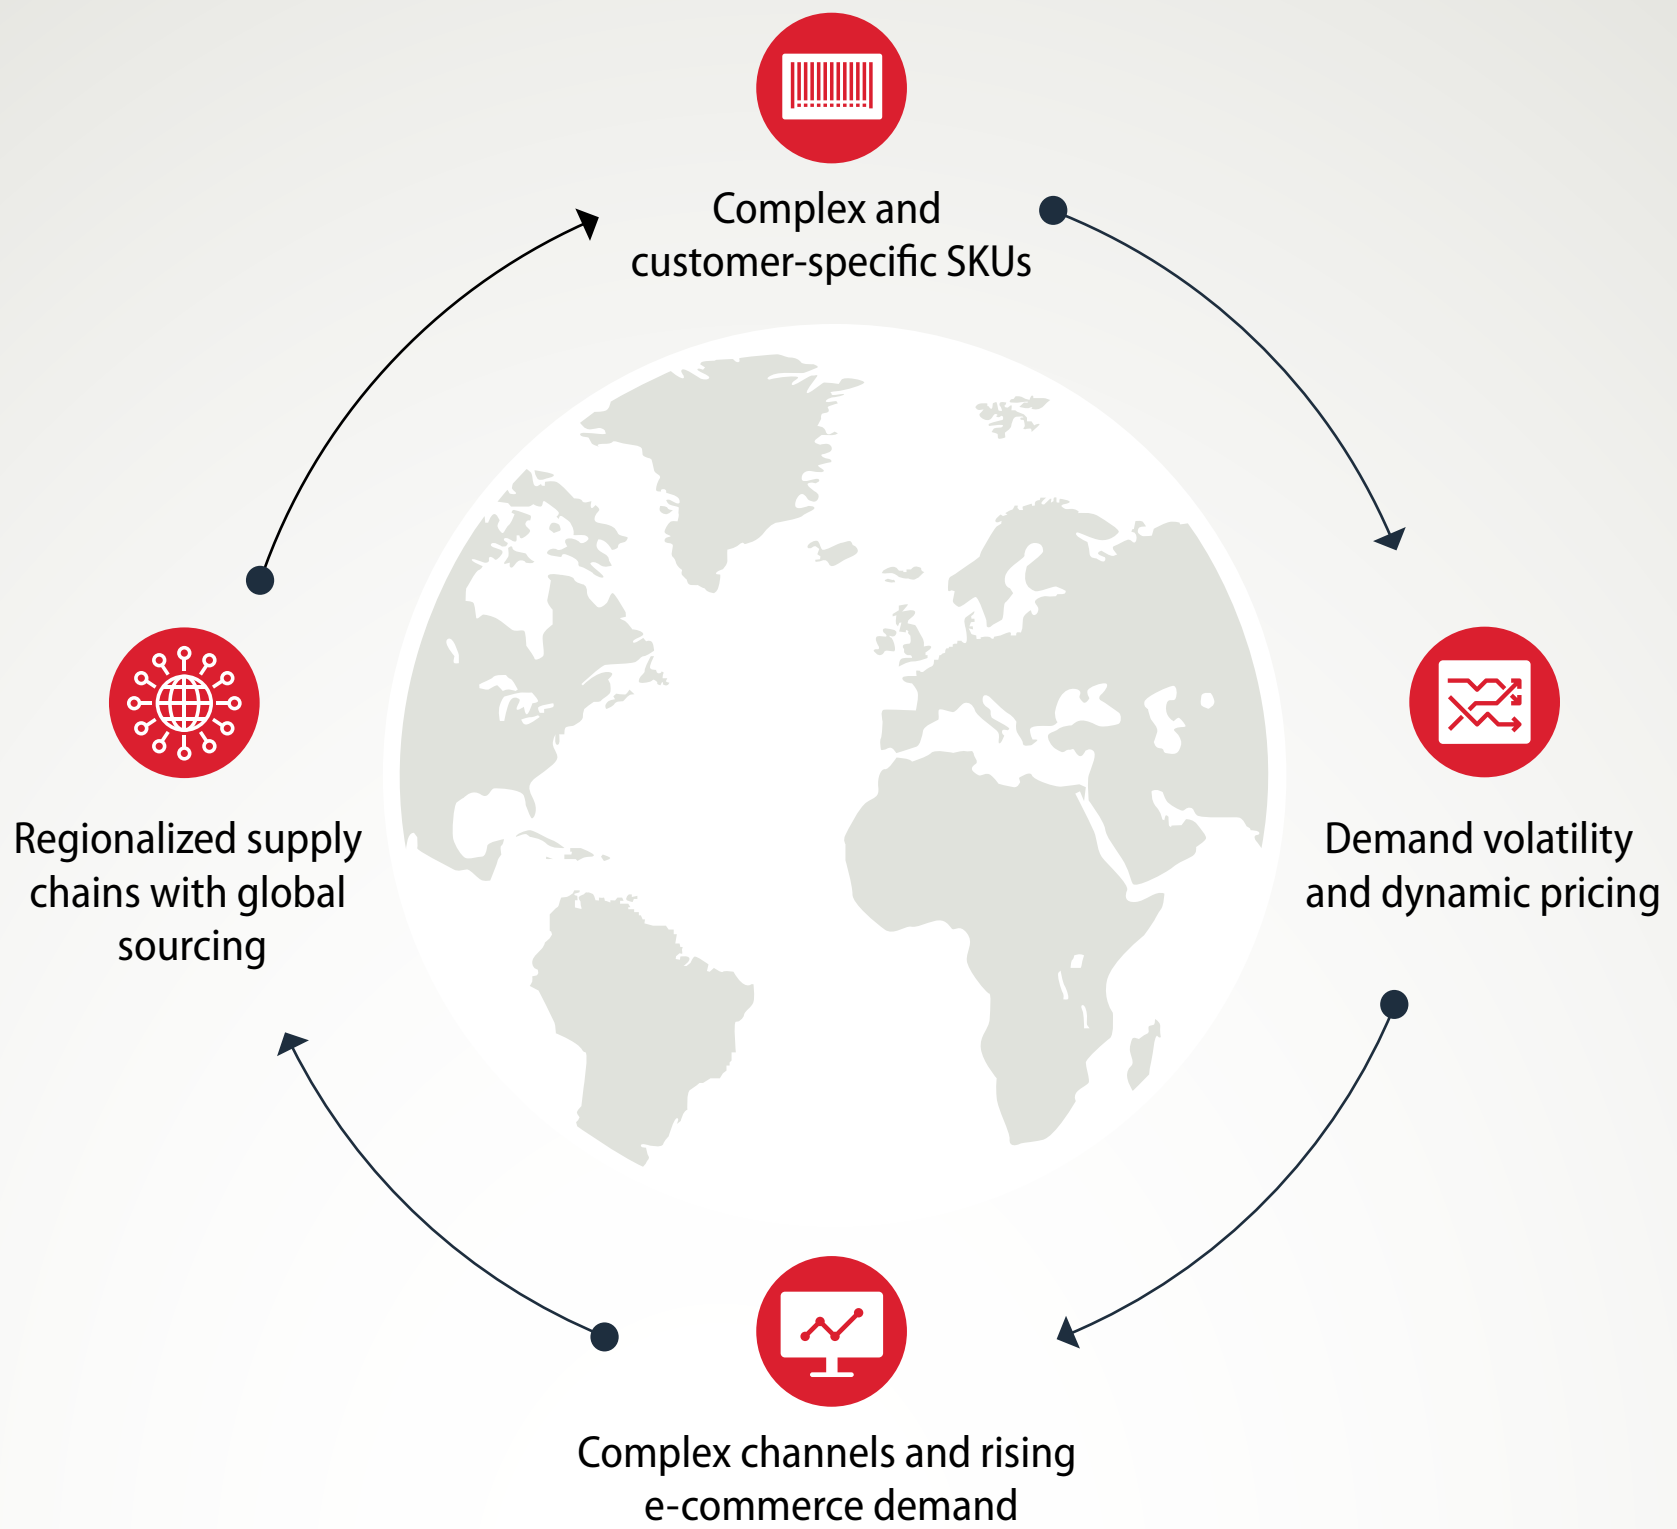 Complex and
customer-specific SKUs
Regionalized supply
chains with global
sourcing
Demand volatility
and dynamic pricing
Complex channels and rising
e-commerce demand